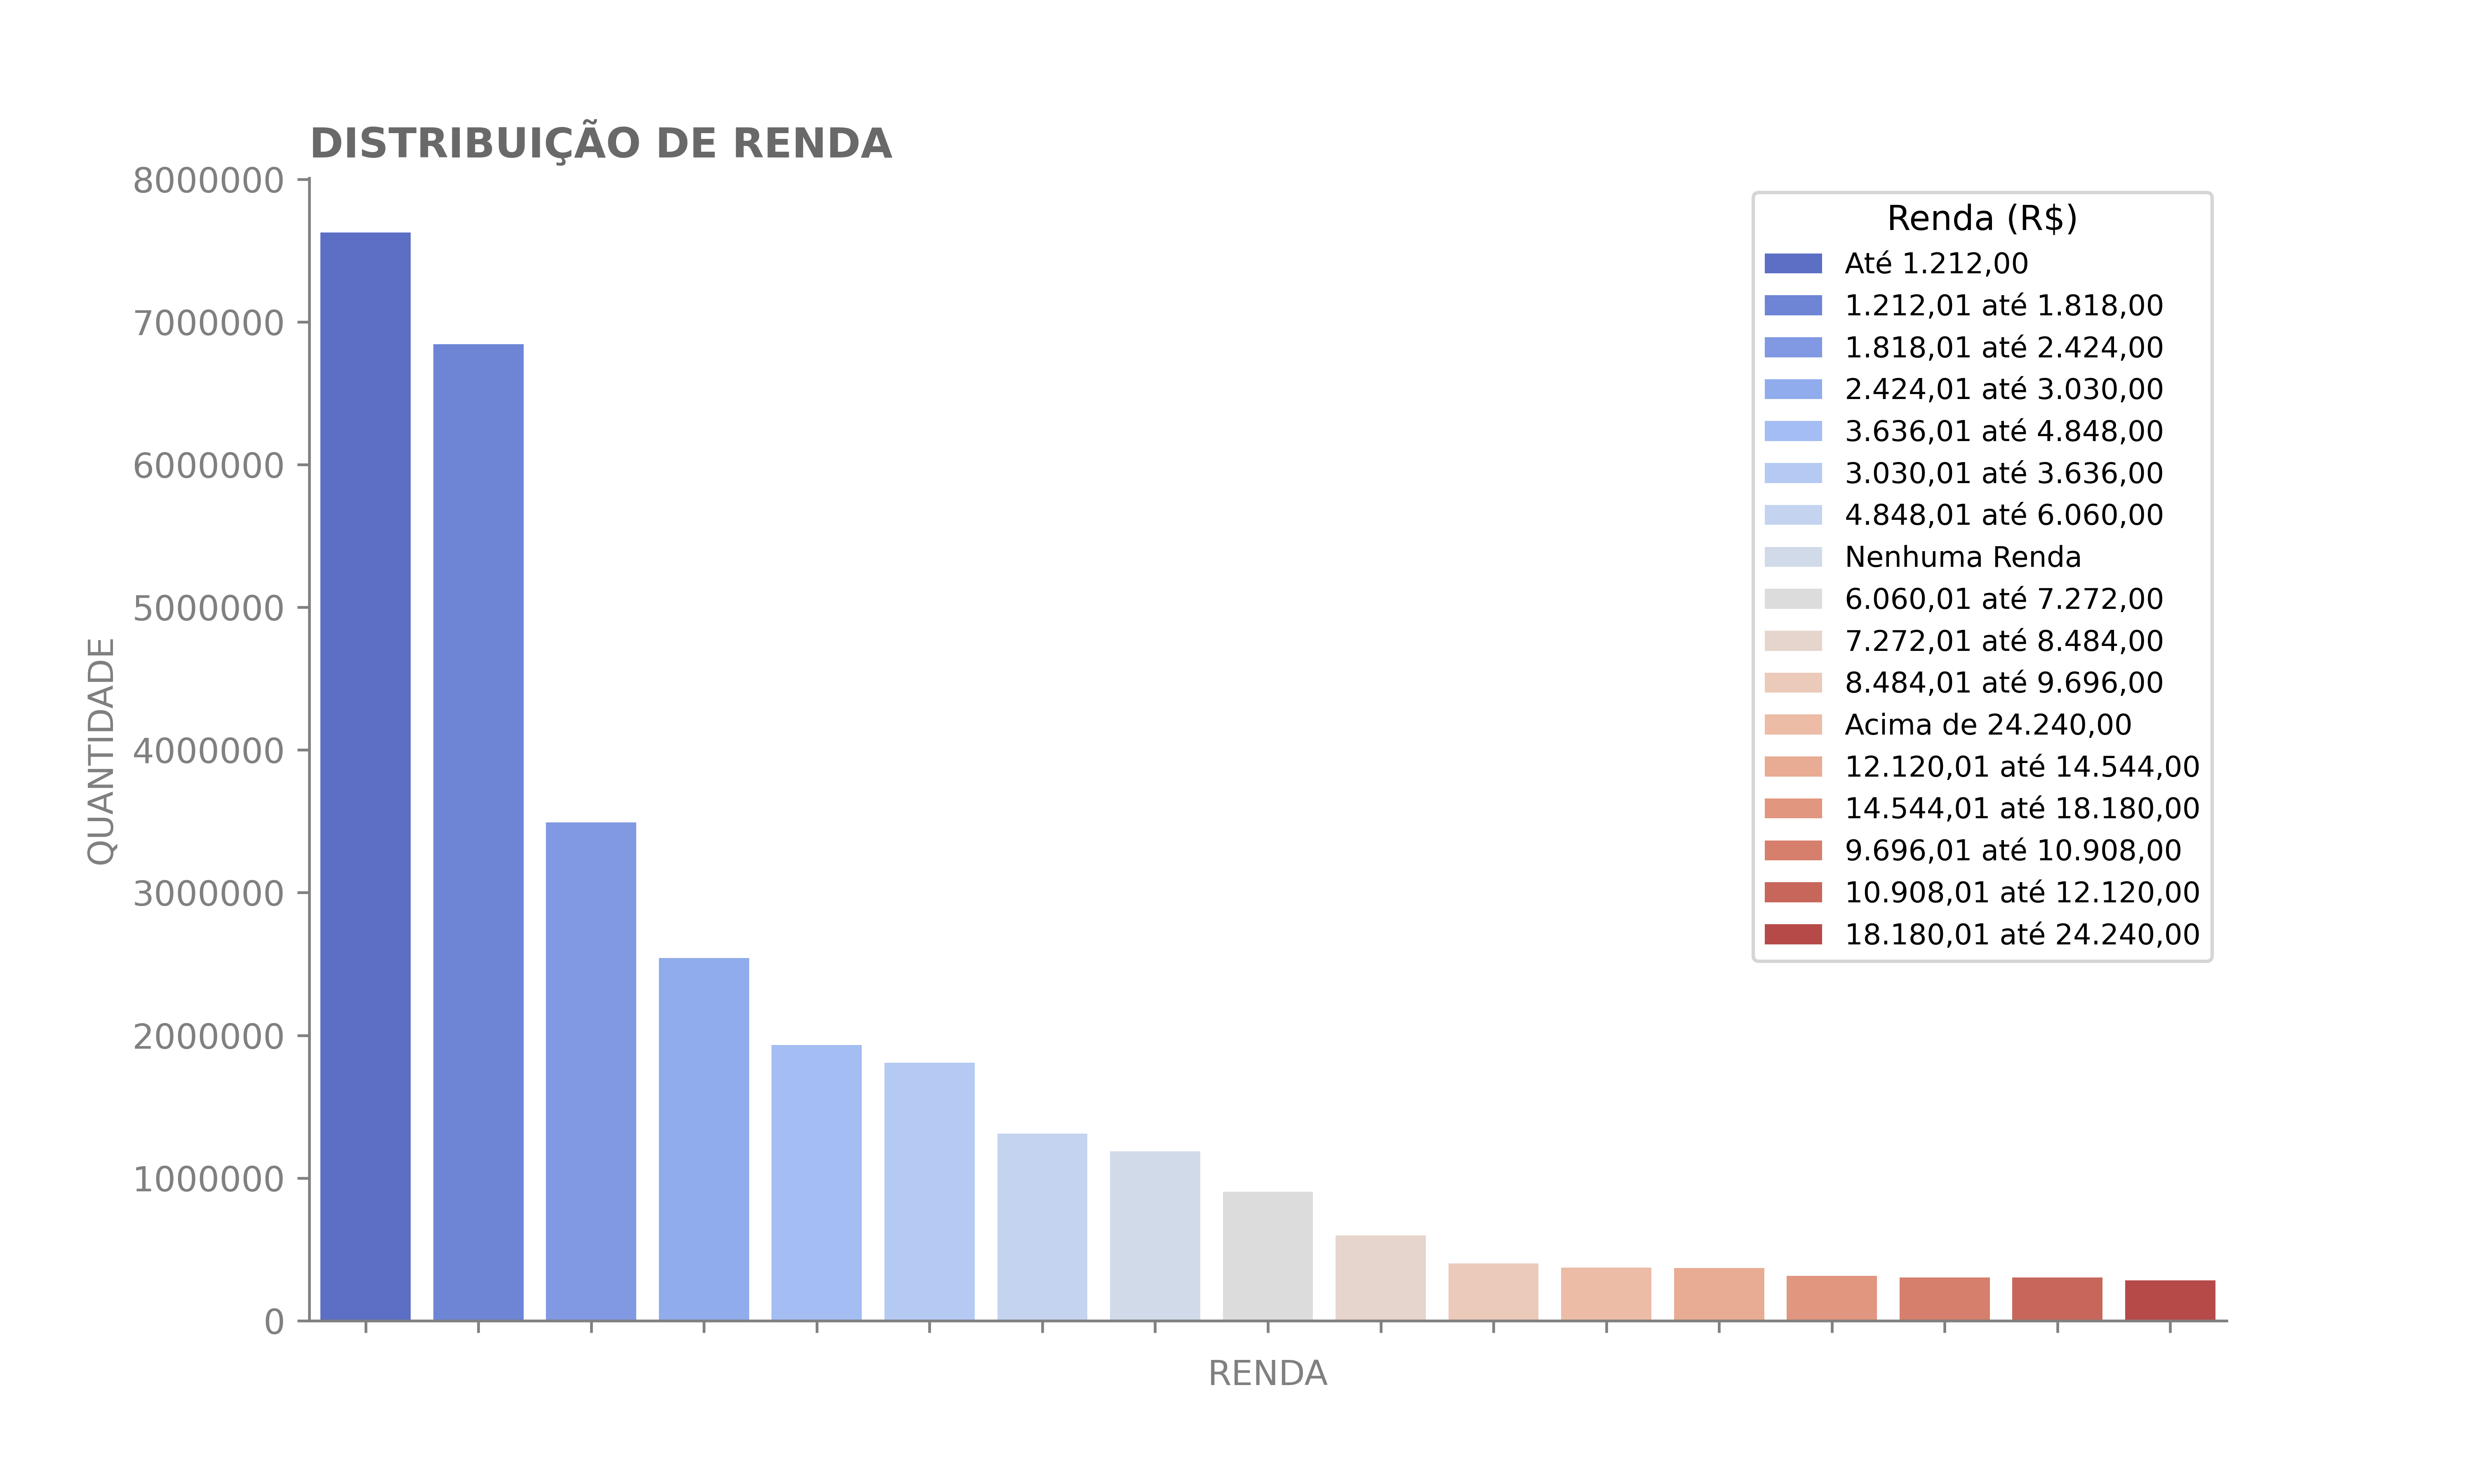 DISTRIBUIÇÃO DE RENDA
8000000
7000000
6000000
5000000
4000000
3000000
2000000
1000000
0
QUANTIDADE
RENDA
Renda (R$)
Até 1.212,00
1.212,01 até 1.818,00
1.818,01 até 2.424,00
2.424,01 até 3.030,00
3.636,01 até 4.848,00
3.030,01 até 3.636,00
4.848,01 até 6.060,00
Nenhuma Renda
6.060,01 até 7.272,00
7.272,01 até 8.484,00
8.484,01 até 9.696,00
Acima de 24.240,00
12.120,01 até 14.544,00
14.544,01 até 18.180,00
9.696,01 até 10.908,00
10.908,01 até 12.120,00
18.180,01 até 24.240,00